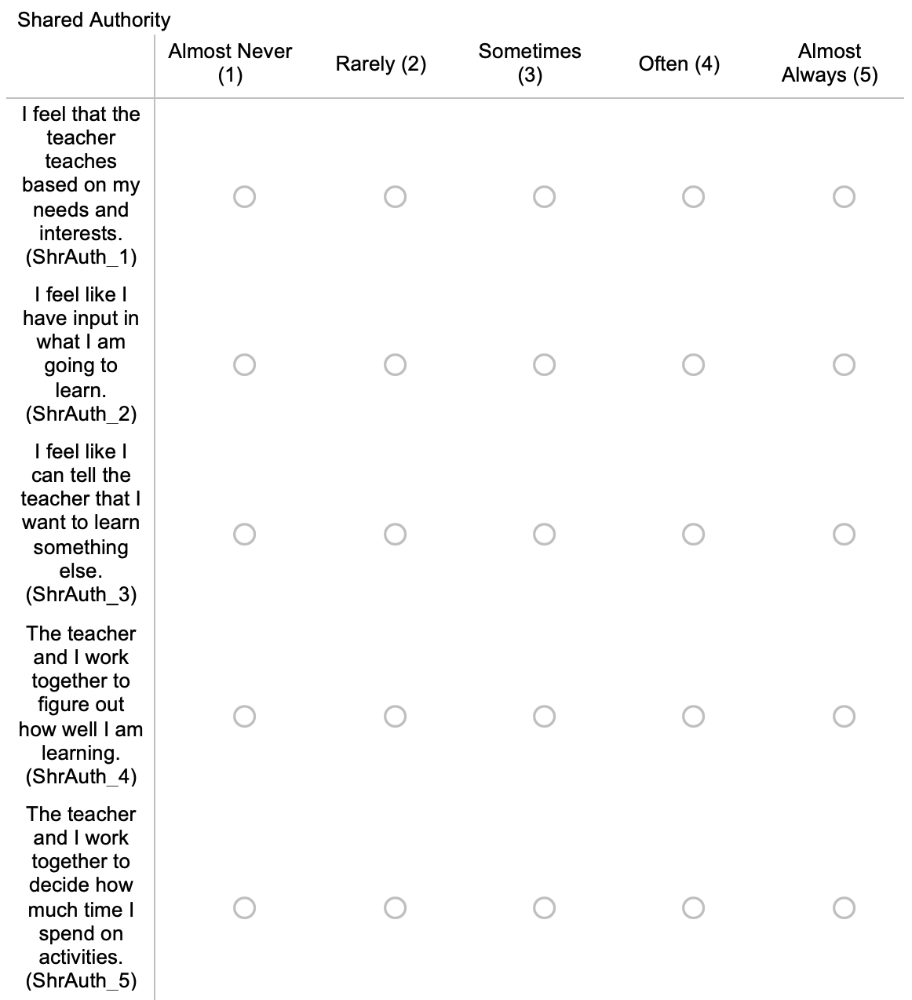 Shared Authority
Almost Never
(1)
Rarely (2)
Sometimes
(3)
Often (4)
Almost
Always (5)
I feel that the
teacher
teaches
based on my
needs and
interests.
(ShrAuth_1)
I feel like I
have input in
what I am
going to
learn.
(ShrAuth_2)
I feel like I
can tell the
teacher that I
want to learn
something
else.
(ShrAuth_3)
The teacher
and I work
together to
figure out
how well I am
learning.
(ShrAuth_4)
The teacher
and I work
together to
decide how
much time I
spend on
activities.
(ShrAuth_5)